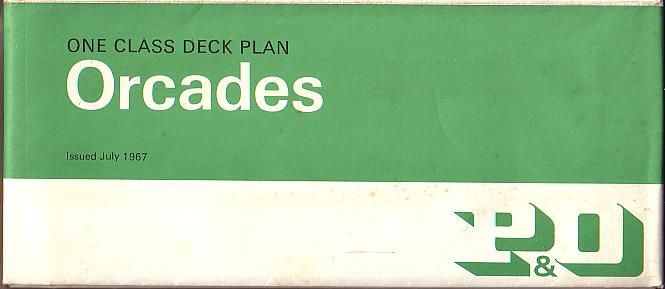 ONE CLASS DECK PLAN
Orcades
Issued July 1967
P&O